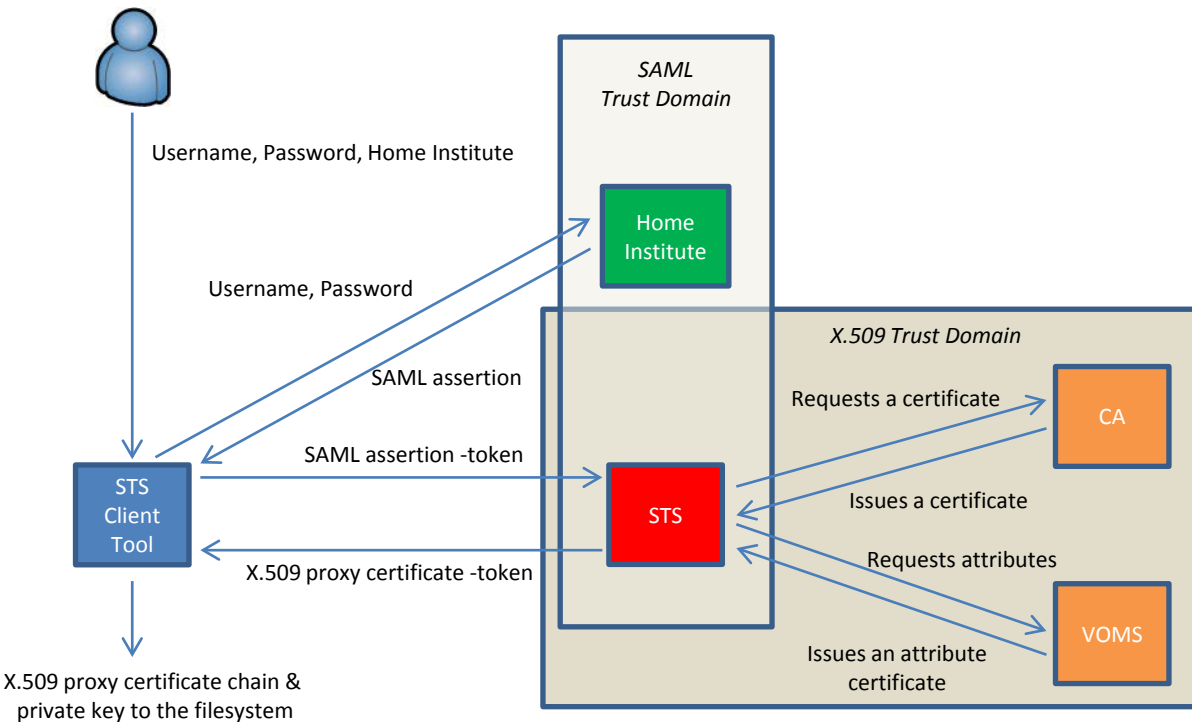 SAML
Trust Domain
Username, Password, Home Institute
Home
Institute
Username, Password
X.509 Trust Domain
SAML assertion
Requests a certificate
CA
SAML assertion -token
STS
Client
Tool
STS
Issues a certificate
Requests attributes
X.509 proxy certificate -token
VOMS
Issues an attribute
certificate
X.509 proxy certificate chain &
private key to the filesystem